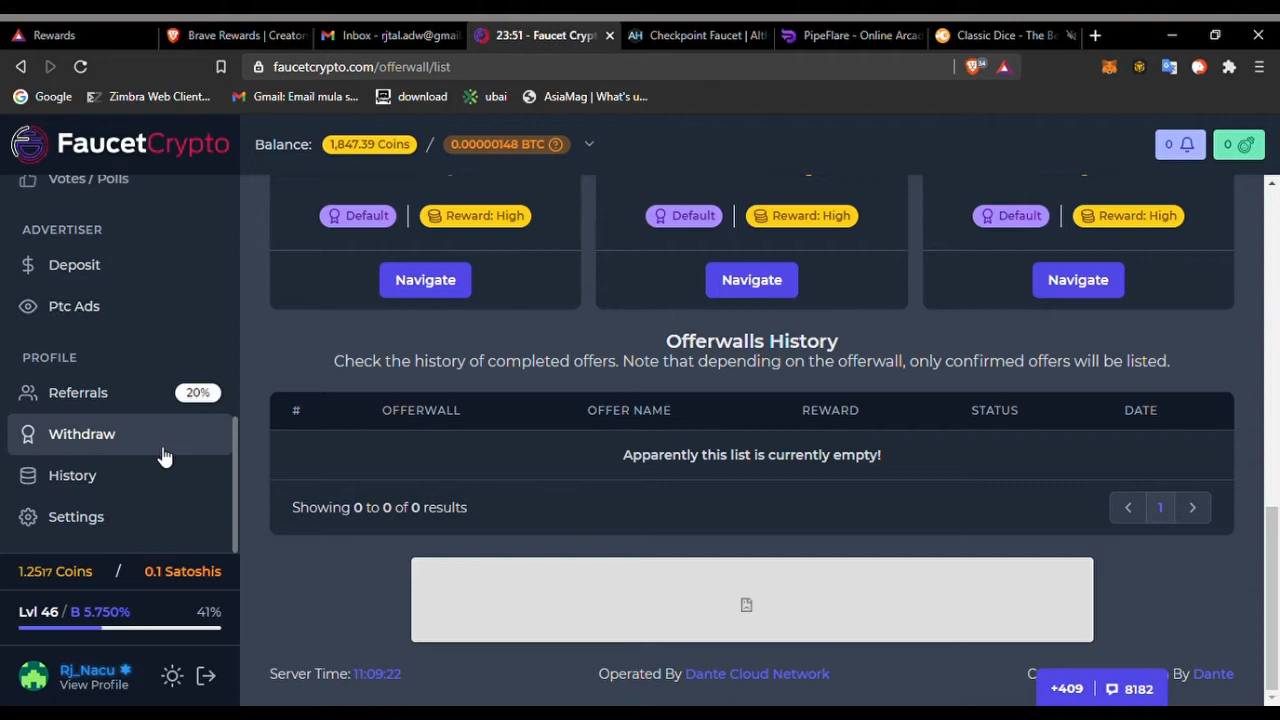 Rewards
Brave Rewards | Creator
Inbox - rjtal.adw@gmail
23:51 - Faucet Crypt
Checkpoint Faucet | Alt
PipeFlare - Online Arcad
Classic Dice - The Be
faucetcrypto.com/offerwall/list
34
Google
Zimbra Web Client...
Gmail: Email mula s...
download
ubai
AsiaMag | What's u...
FaucetCrypto
Balance:
1,847.39 Coins
/
0.00000148 BTC
0
0
Votes / Polls
ADVERTISER
Deposit
Ptc Ads
PROFILE
Referrals
20%
Withdraw
History
Settings
1.2517 Coins / 0.1 Satoshis
Lvl 46 / B 5.750%
41%
Rj_Nacu
View Profile
Default
Reward: High
Default
Reward: High
Default
Reward: High
Navigate
Navigate
Navigate
Offerwalls History
Check the history of completed offers. Note that depending on the offerwall, only confirmed offers will be listed.
# OFFERWALL OFFER NAME REWARD STATUS DATE
Apparently this list is currently empty!
Showing 0 to 0 of 0 results
1
Server Time: 11:09:22
Operated By Dante Cloud Network
By Dante
+409
8182